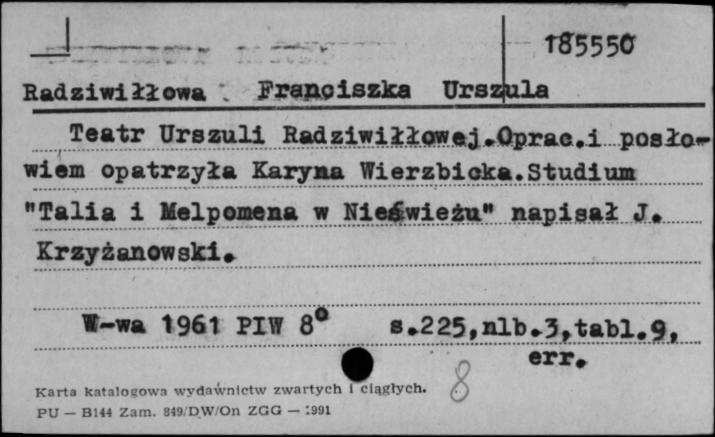 185550
Radziwiłłowa Franciszka Urszula
Teatr Urszuli Radziwiłłowej.Oprac.i posło-
wiem opatrzyła Karyna Wierzbicka.Studium
"Talia i Melpomena w Nieświeżu" napisał J.
Krzyżanowski.
W-wa 1961 PIW 8° s.225,nlb.3,tabl.9,
err.
8
Karta katalogowa wydawnictw zwartych i ciągłych.
PU — B144 Zam. 849/DW/On ZGG — 1991